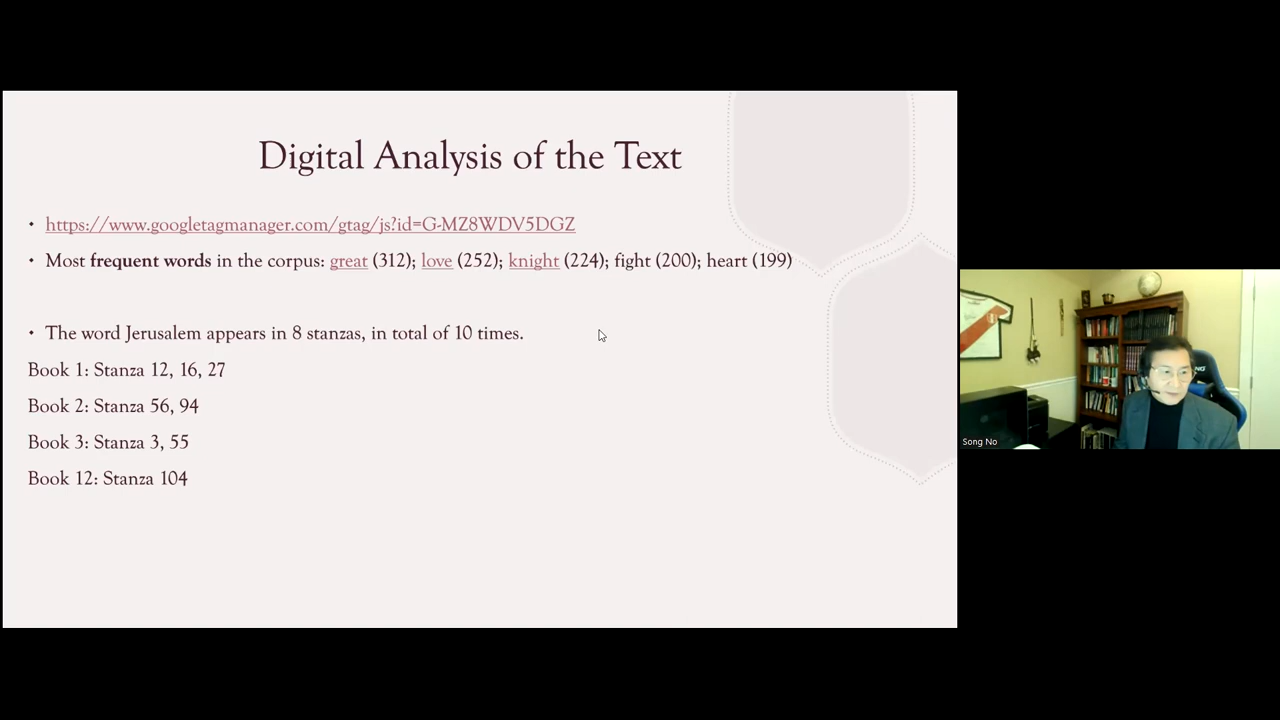 Digital Analysis of the Text
• https://www.googletagmanager.com/gtag/js?id=G-MZ8WDV5DGZ
• Most frequent words in the corpus: great (312); love (252); knight (224); fight (200); heart (199)
• The word Jerusalem appears in 8 stanzas, in total of 10 times.
Book 1: Stanza 12, 16, 27
Book 2: Stanza 56, 94
Book 3: Stanza 3, 55
Book 12: Stanza 104
Song No